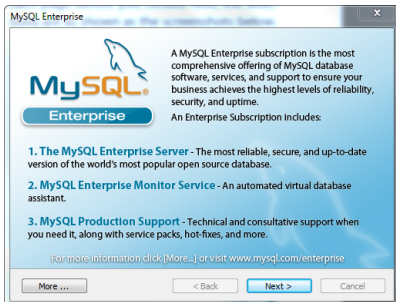 MySQL Enterprise
A MySQL Enterprise subscription is the most
comprehensive offering of MySQL database
software, services, and support to ensure your
business achieves the highest levels of reliability,
security, and uptime.
An Enterprise Subscription includes:
MySQL®
Enterprise
1. The MySQL Enterprise Server - The most reliable, secure, and up-to-date
version of the world's most popular open source database.
2. MySQL Enterprise Monitor Service - An automated virtual database
assistant.
3. MySQL Production Support - Technical and consultative support when
you need it, along with service packs, hot-fixes, and more.
For more information click [More...] or visit www.mysql.com/enterprise
More ...
< Back
Next >
Cancel